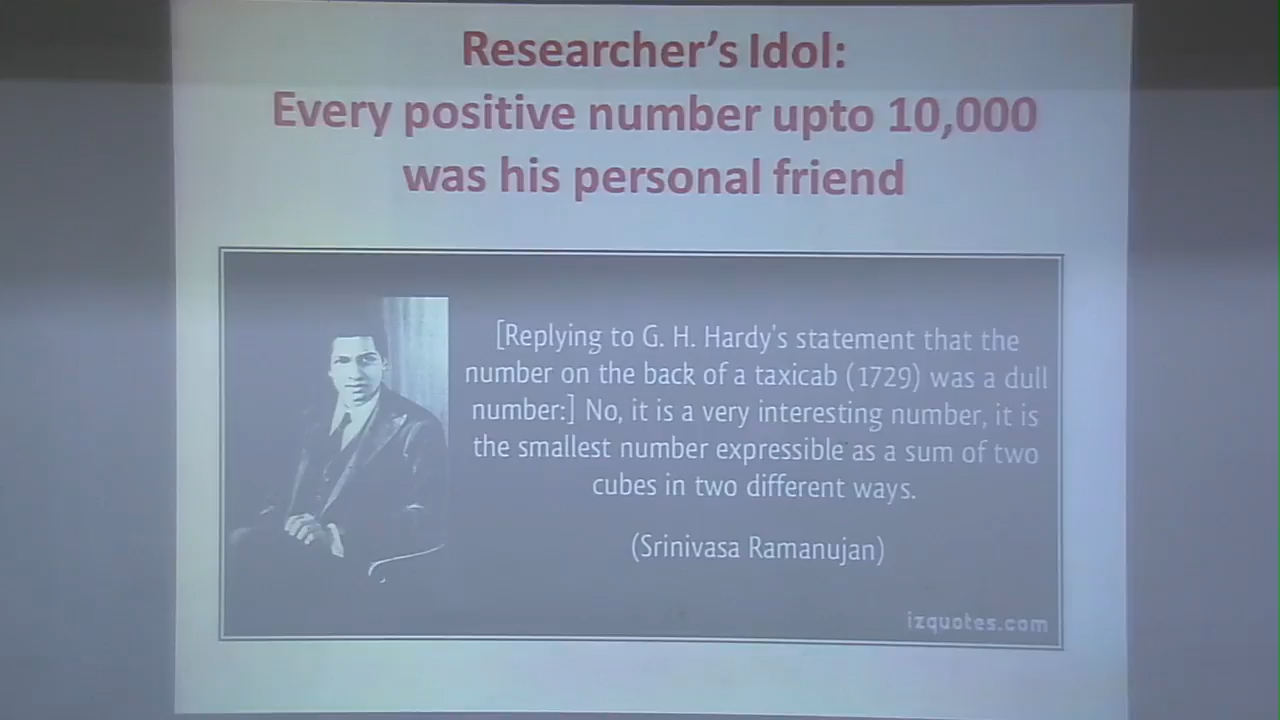 Researcher's Idol:
Every positive number upto 10,000
was his personal friend
[Replying to G. H. Hardy's statement that the
number on the back of a taxicab (1729) was a dull
number:] No, it is a very interesting number, it is
the smallest number expressible as a sum of two
cubes in two different ways.
(Srinivasa Ramanujan)
izquotes.com